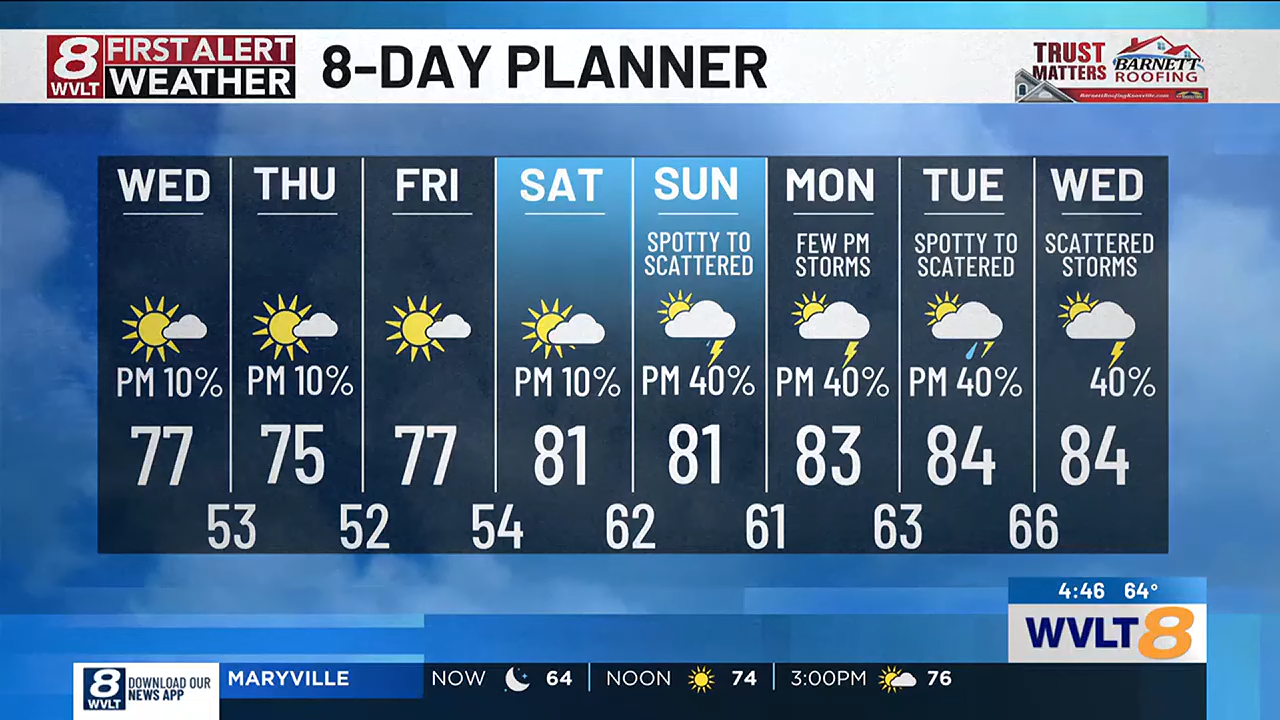 8 FIRST ALERT
WVLT WEATHER
8-DAY PLANNER
TRUST MATTERS
BARNETT ROOFING
BarnettRoofingKnoxville.com
WED THU FRI SAT SUN MON TUE WED
SPOTTY TO SCATTERED
FEW PM STORMS
SPOTTY TO SCATERED
SCATTERED STORMS
PM 10% PM 10% PM 10% PM 40% PM 40% PM 40% 40%
77 75 77 81 81 83 84 84
53 52 54 62 61 63 66
4:46 64°
WVLT 8
8 WVLT
DOWNLOAD OUR
NEWS APP
MARYVILLE NOW 64 NOON 74 3:00PM 76